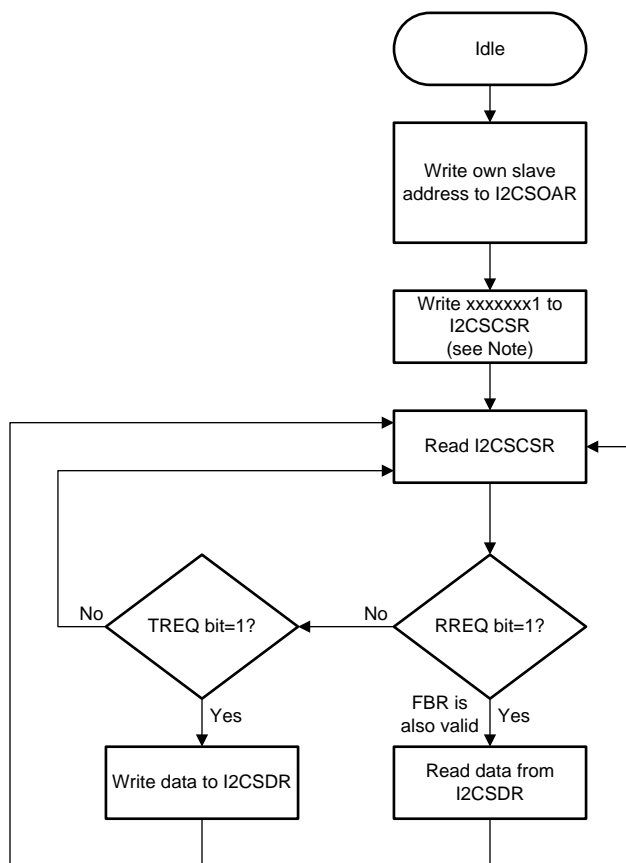 Idle
Write own slave
address to I2CSOAR
Write xxxxxxx1 to
I2CSCSR
(see Note)
Read I2CSCSR
No
TREQ bit=1?
No
RREQ bit=1?
Yes
FBR is
also valid
Yes
Write data to I2CSDR
Read data from
I2CSDR